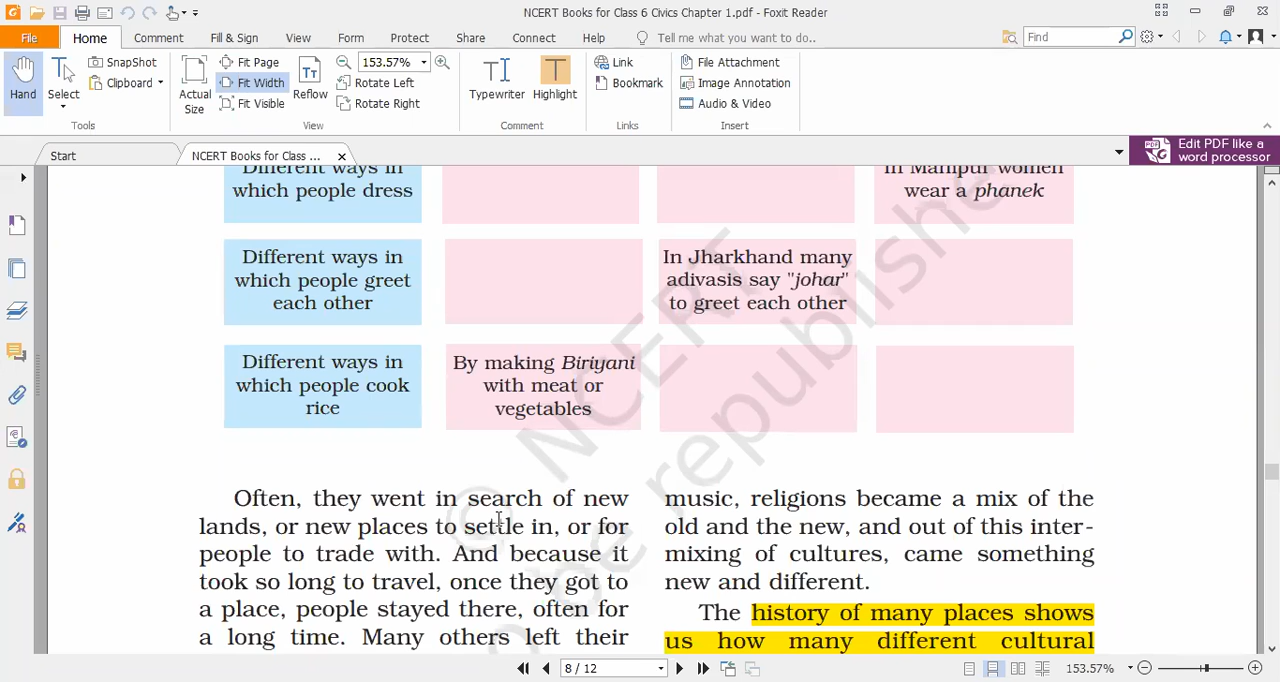 NCERT Books for Class 6 Civics Chapter 1.pdf - Foxit Reader
File Home Comment Fill & Sign View Form Protect Share Connect Help Tell me what you want to do.. Find
Hand
Select
SnapShot
Clipboard
Tools
Actual Size
Fit Page
Fit Width
Fit Visible
Reflow
153.57%
Rotate Left
Rotate Right
View
Typewriter
Highlight
Comment
Link
Bookmark
Links
File Attachment
Image Annotation
Audio & Video
Insert
Start
NCERT Books for Class ...
Edit PDF like a
word processor
Different ways in
which people dress
In Manipur women
wear a phanek
Different ways in
which people greet
each other
In Jharkhand many
adivasis say "johar"
to greet each other
Different ways in
which people cook
rice
By making Biriyani
with meat or
vegetables
© NCERT
be republishe
Often, they went in search of new
lands, or new places to settle in, or for
people to trade with. And because it
took so long to travel, once they got to
a place, people stayed there, often for
a long time. Many others left their
music, religions became a mix of the
old and the new, and out of this inter-
mixing of cultures, came something
new and different.
The history of many places shows
us how many different cultural
8 / 12
153.57%